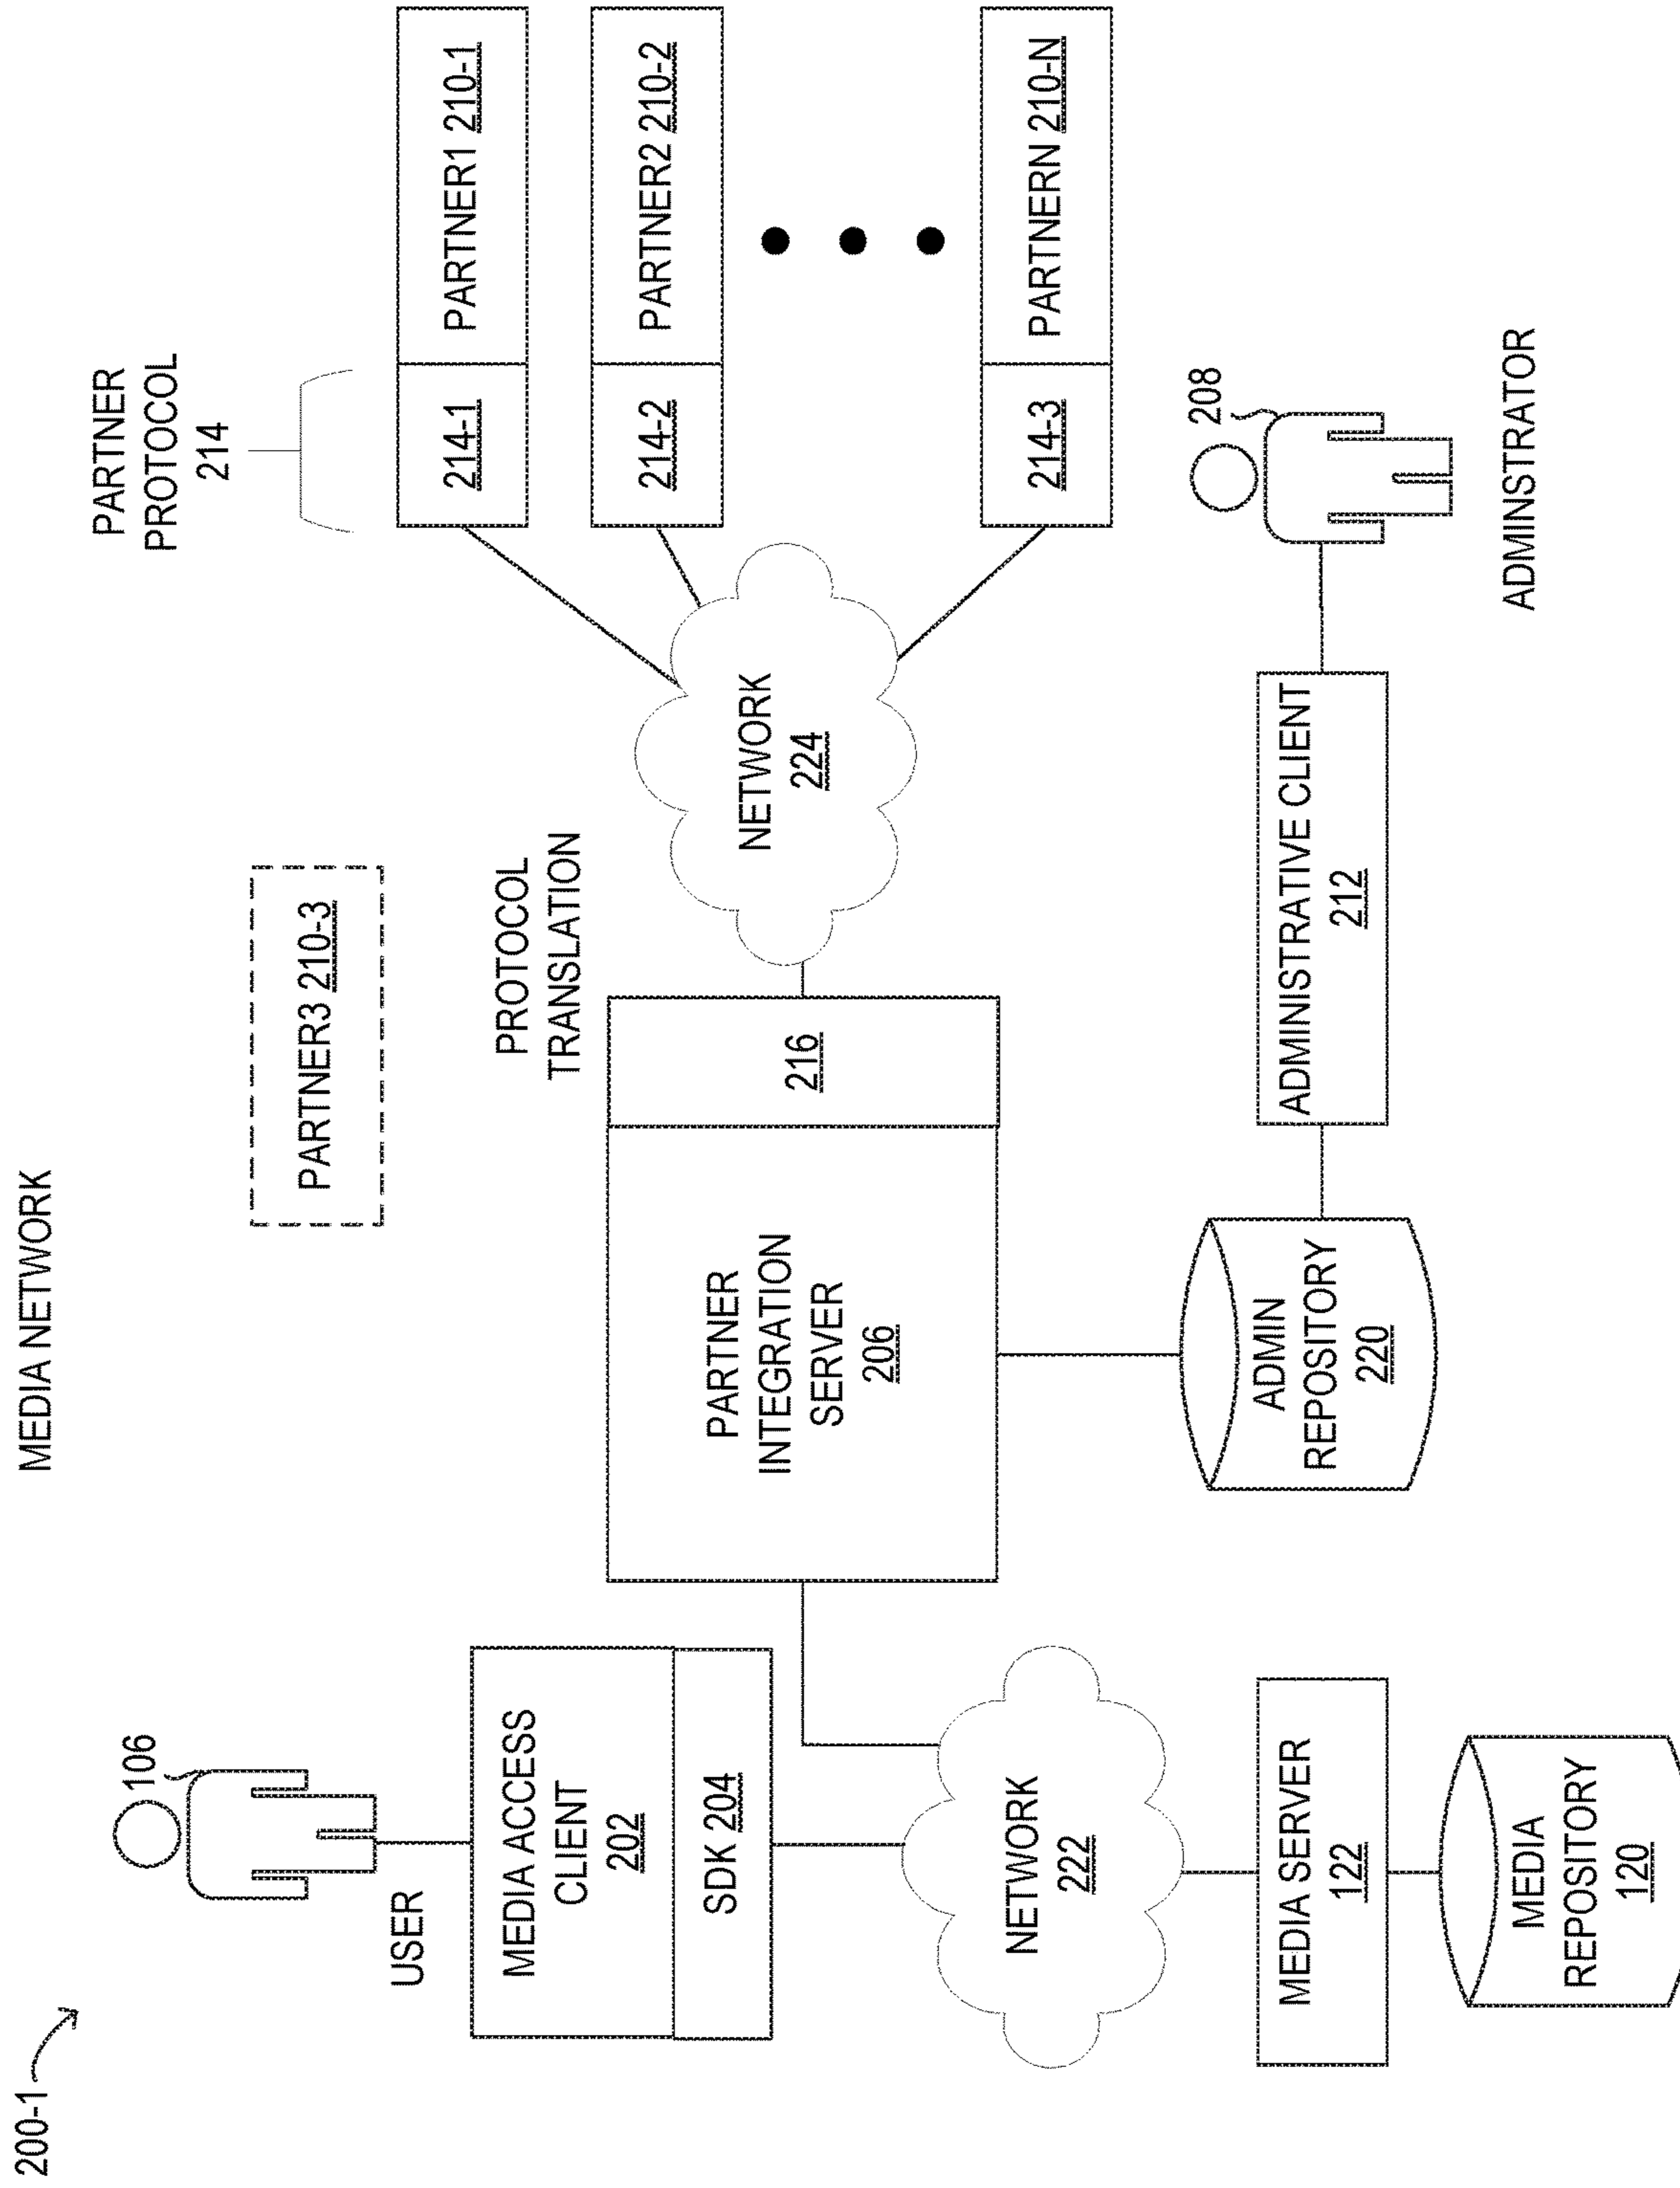 200-1
MEDIA NETWORK
106
USER
MEDIA ACCESS
CLIENT
202
SDK 204
NETWORK
222
MEDIA SERVER
122
MEDIA
REPOSITORY
120
PARTNER
INTEGRATION
SERVER
206
216
PROTOCOL
TRANSLATION
PARTNER3 210-3
ADMIN
REPOSITORY
220
NETWORK
224
ADMINISTRATIVE CLIENT
212
PARTNER
PROTOCOL
214
214-1
PARTNER1 210-1
214-2
PARTNER2 210-2
214-3
PARTNERN 210-N
208
ADMINISTRATOR